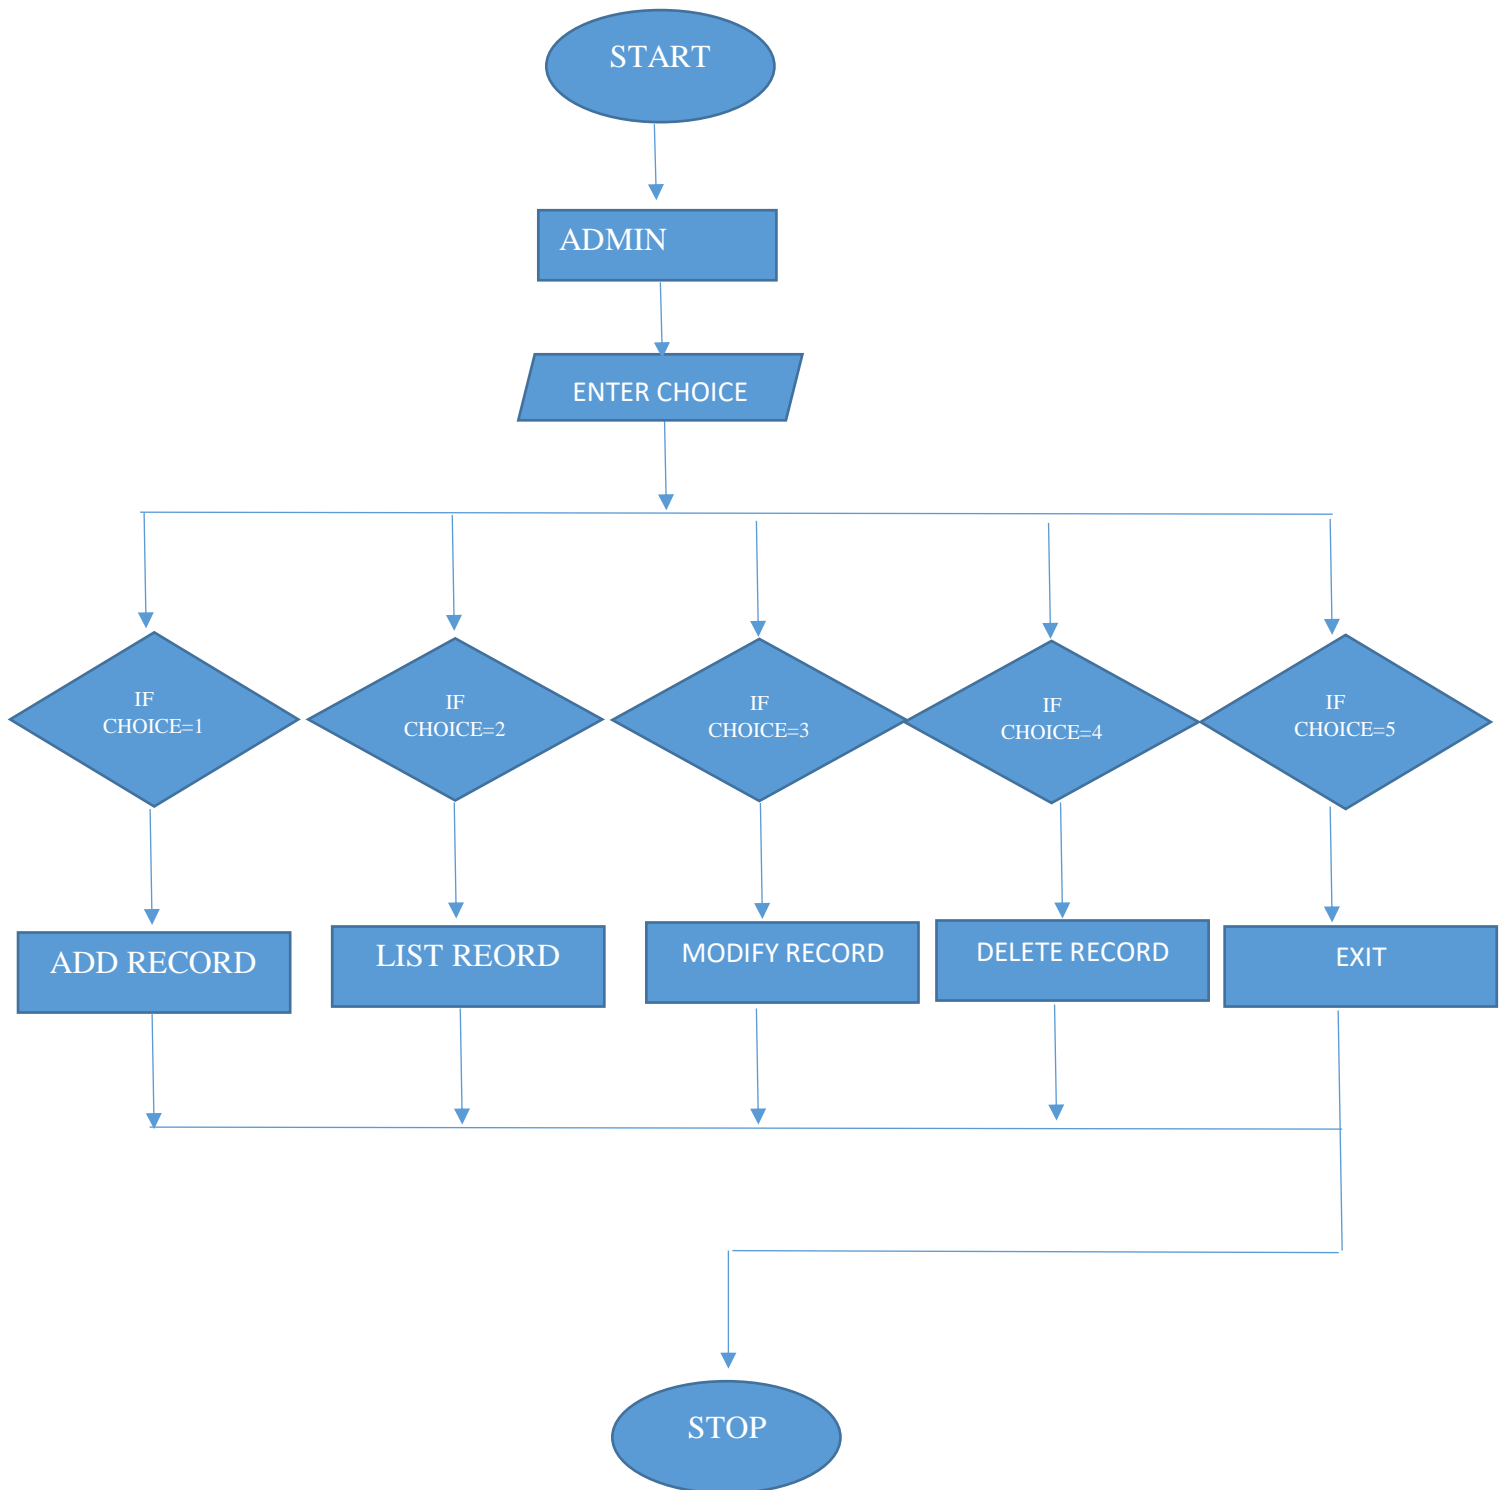 START
ADMIN
ENTER CHOICE
IF
CHOICE=1
IF
CHOICE=2
IF
CHOICE=3
IF
CHOICE=4
IF
CHOICE=5
ADD RECORD
LIST REORD
MODIFY RECORD
DELETE RECORD
EXIT
STOP